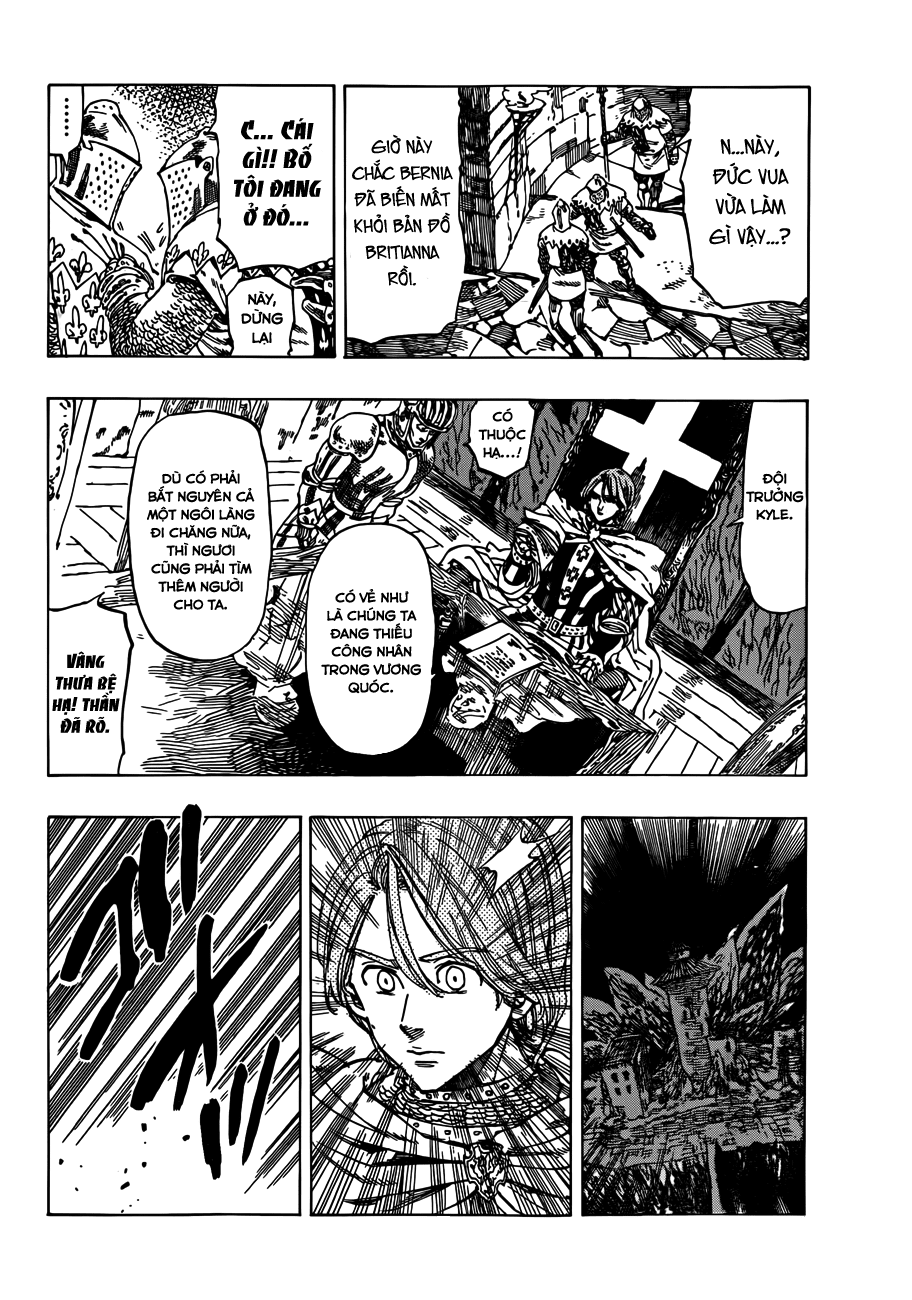 N...NÀY,
ĐỨC VUA
VỪA LÀM
GÌ VẬY...?
GIỜ NÀY
CHẮC BERNIA
ĐÃ BIẾN MẤT
KHỎI BẢN ĐỒ
BRITIANNA
RỒI.
C... CÁI
GÌ!! BỐ
TÔI ĐANG
Ở ĐÓ...
NÀY,
DỪNG
LẠI
......
ĐỘI
TRƯỞNG
KYLE.
CÓ
THUỘC
HẠ...!
CÓ VẺ NHƯ
LÀ CHÚNG TA
ĐANG THIẾU
CÔNG NHÂN
TRONG VƯƠNG
QUỐC.
DÙ CÓ PHẢI
BẮT NGUYÊN CẢ
MỘT NGÔI LÀNG
ĐI CHĂNG NỮA,
THÌ NGƯƠI
CŨNG PHẢI TÌM
THÊM NGƯỜI
CHO TA.
VÂNG
THƯA BỆ
HẠ! THẦN
ĐÃ RÕ.